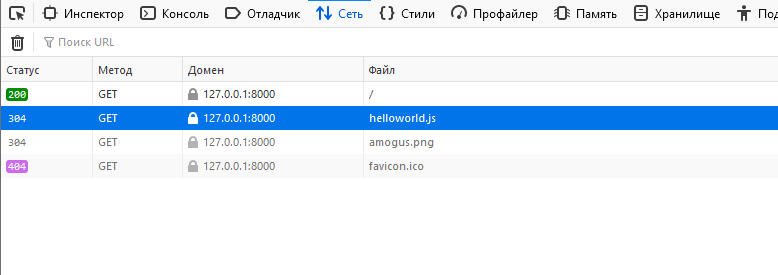 Инспектор Консоль Отладчик Сеть Стили Профайлер Память Хранилище Под
Поиск URL
Статус Метод Домен Файл
200 GET 127.0.0.1:8000 /
304 GET 127.0.0.1:8000 helloworld.js
304 GET 127.0.0.1:8000 amogus.png
404 GET 127.0.0.1:8000 favicon.ico